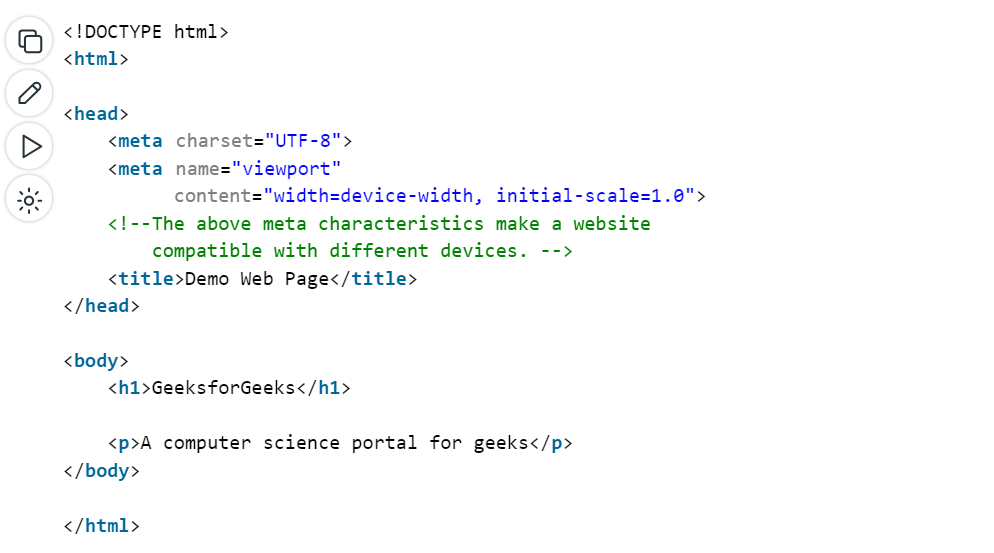 <!DOCTYPE html>
<html>
<head>
<meta charset="UTF-8">
<meta name="viewport"
content="width=device-width, initial-scale=1.0">
<!--The above meta characteristics make a website
compatible with different devices. -->
<title>Demo Web Page</title>
</head>
<body>
<h1>GeeksforGeeks</h1>
<p>A computer science portal for geeks</p>
</body>
</html>